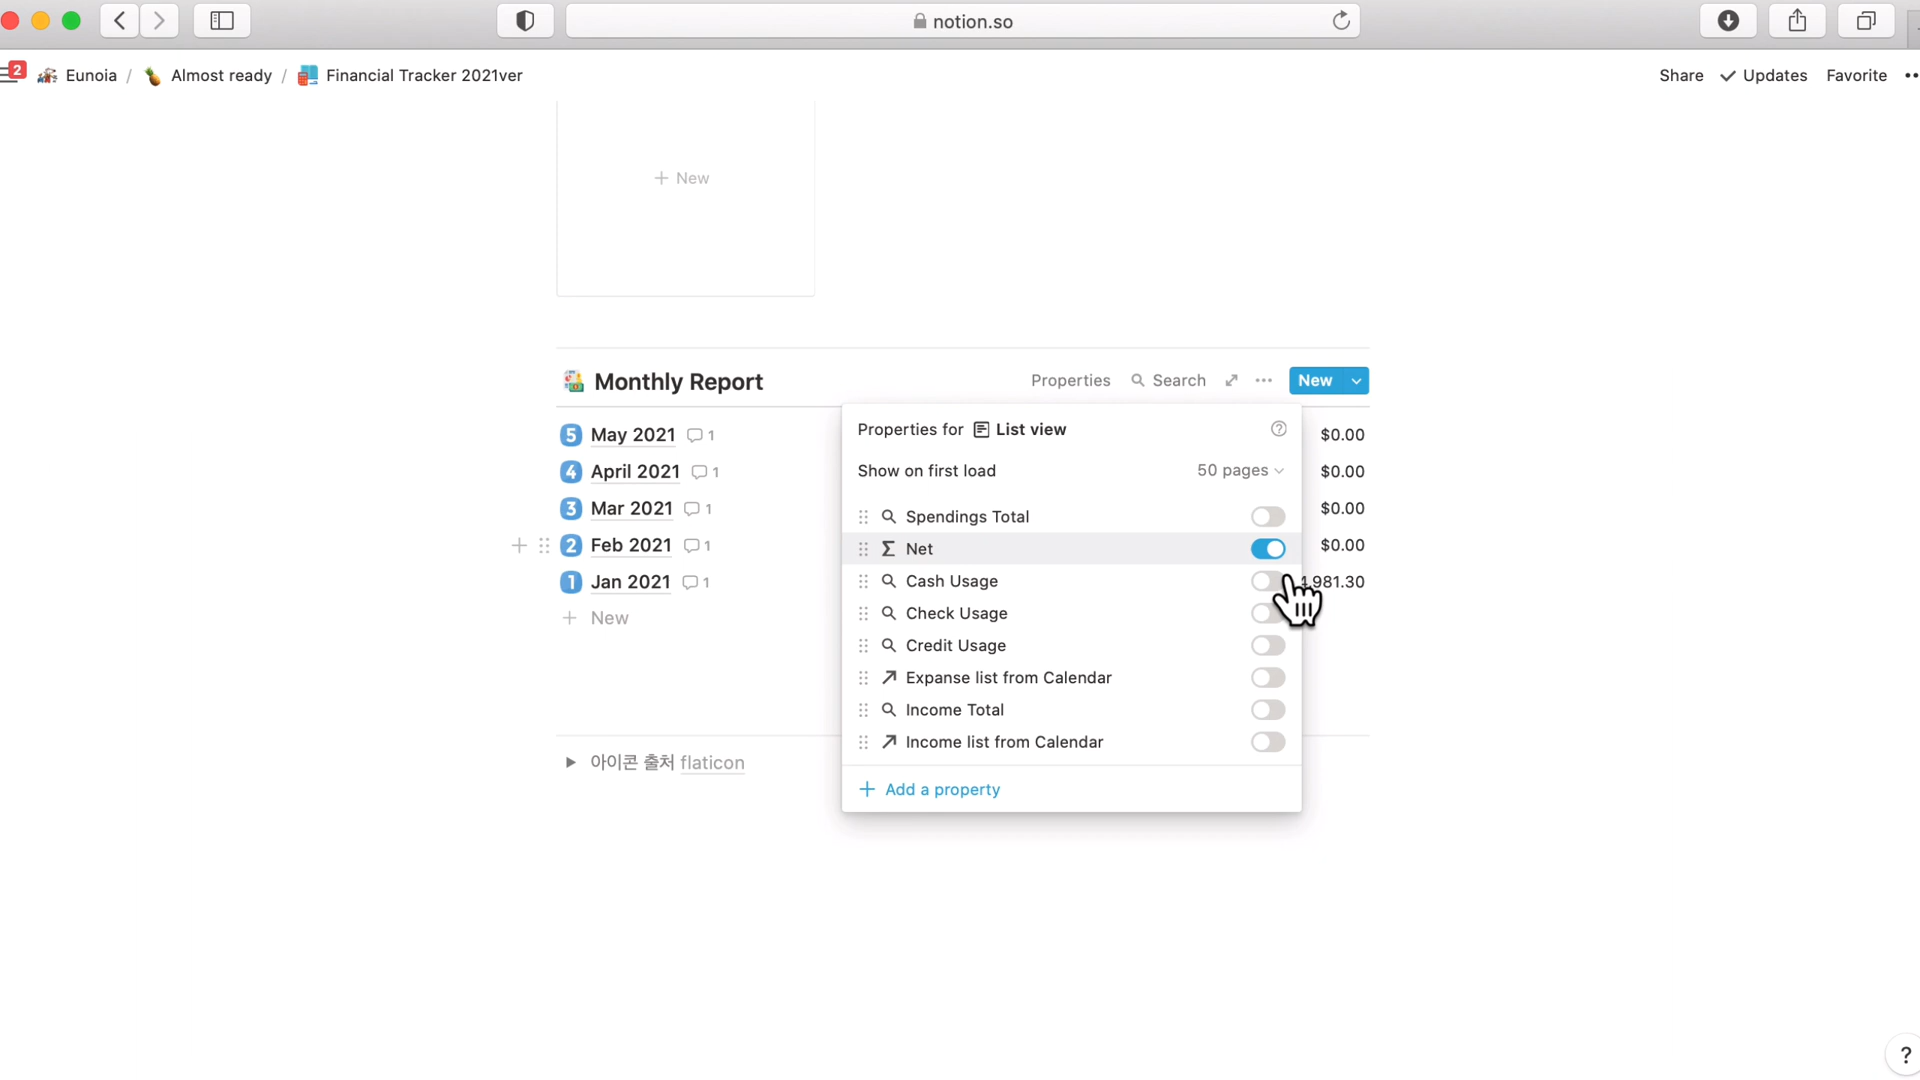 notion.so
2 Eunoia / Almost ready / Financial Tracker 2021ver
Share Updates Favorite
+ New
Monthly Report
Properties Search New
Properties for List view
Show on first load 50 pages
Spendings Total
Net
Cash Usage
Check Usage
Credit Usage
Expanse list from Calendar
Income Total
Income list from Calendar
+ Add a property
5 May 2021 1 $0.00
4 April 2021 1 $0.00
3 Mar 2021 1 $0.00
2 Feb 2021 1 $0.00
1 Jan 2021 1 981.30
+ New
아이콘 출처 flaticon
?